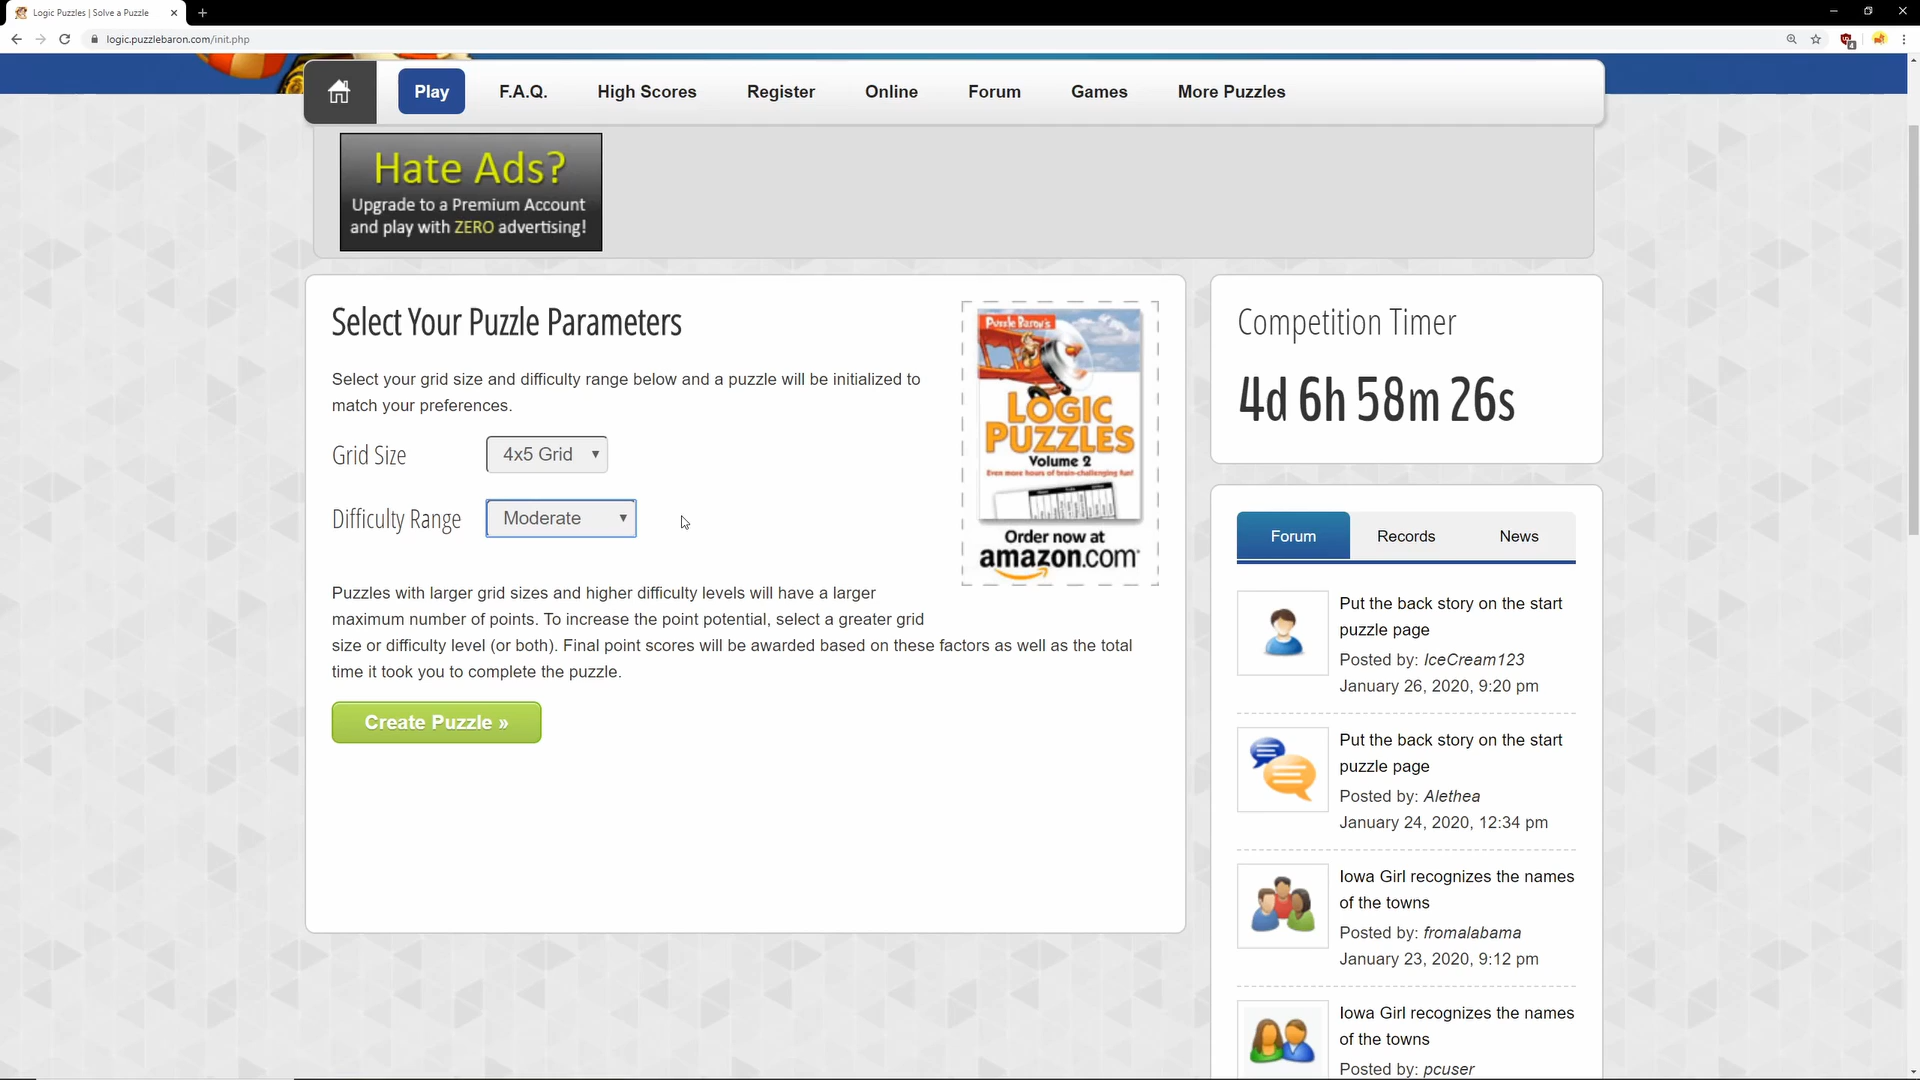 Logic Puzzles | Solve a Puzzle
logic.puzzlebaron.com/init.php
4
Play
F.A.Q.
High Scores
Register
Online
Forum
Games
More Puzzles
Hate Ads?
Upgrade to a Premium Account
and play with ZERO advertising!
Select Your Puzzle Parameters
Select your grid size and difficulty range below and a puzzle will be initialized to
match your preferences.
Grid Size
4x5 Grid
Difficulty Range
Moderate
Puzzles with larger grid sizes and higher difficulty levels will have a larger
maximum number of points. To increase the point potential, select a greater grid
size or difficulty level (or both). Final point scores will be awarded based on these factors as well as the total
time it took you to complete the puzzle.
Create Puzzle »
Puzzle Baron's
LOGIC
PUZZLES
Volume 2
Even more hours of brain-challenging fun!
Order now at
amazon.com
Competition Timer
4d 6h 58m 26s
Forum
Records
News
Put the back story on the start
puzzle page
Posted by: IceCream123
January 26, 2020, 9:20 pm
Put the back story on the start
puzzle page
Posted by: Alethea
January 24, 2020, 12:34 pm
Iowa Girl recognizes the names
of the towns
Posted by: fromalabama
January 23, 2020, 9:12 pm
Iowa Girl recognizes the names
of the towns
Posted by: pcuser